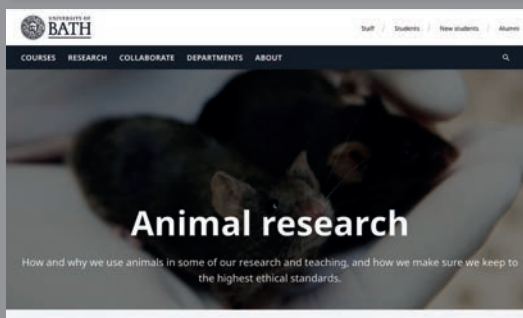 UNIVERSITY OF
BATH
Staff / Students / New students / Alumni
COURSES RESEARCH COLLABORATE DEPARTMENTS ABOUT
Animal research
How and why we use animals in some of our research and teaching, and how we make sure we keep to
the highest ethical standards.